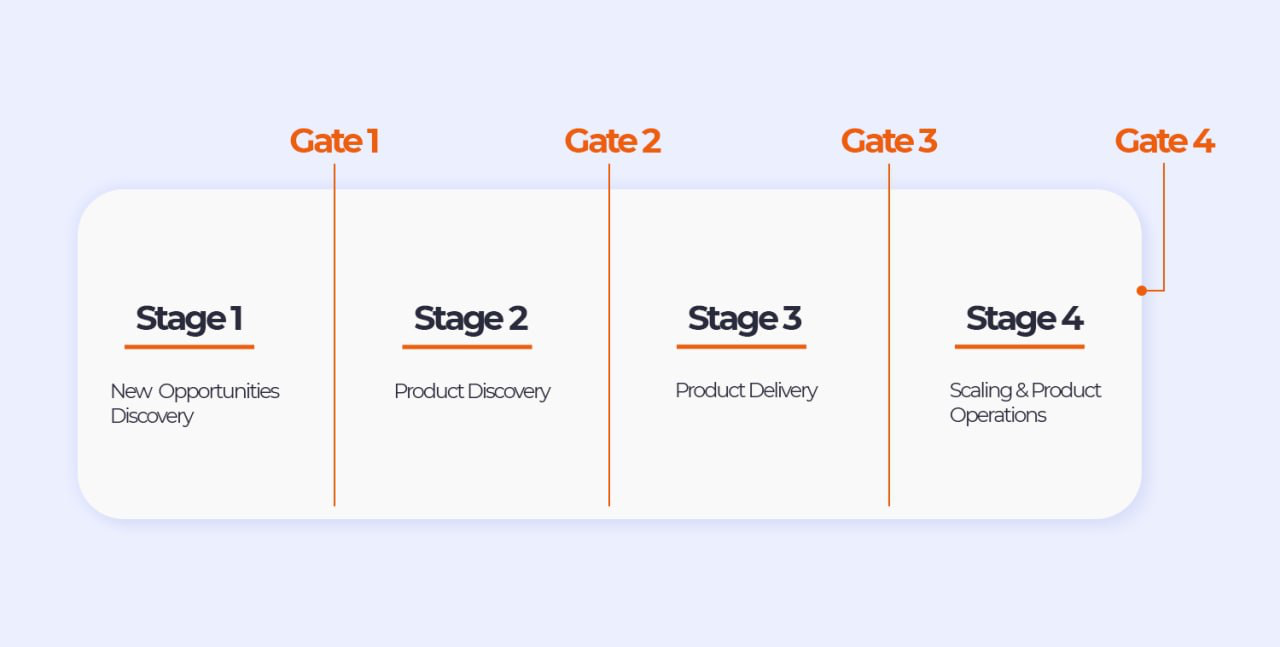 Gate 1
Gate 2
Gate 3
Gate 4
Stage 1
Stage 2
Stage 3
Stage 4
New Opportunities
Discovery
Product Discovery
Product Delivery
Scaling & Product
Operations